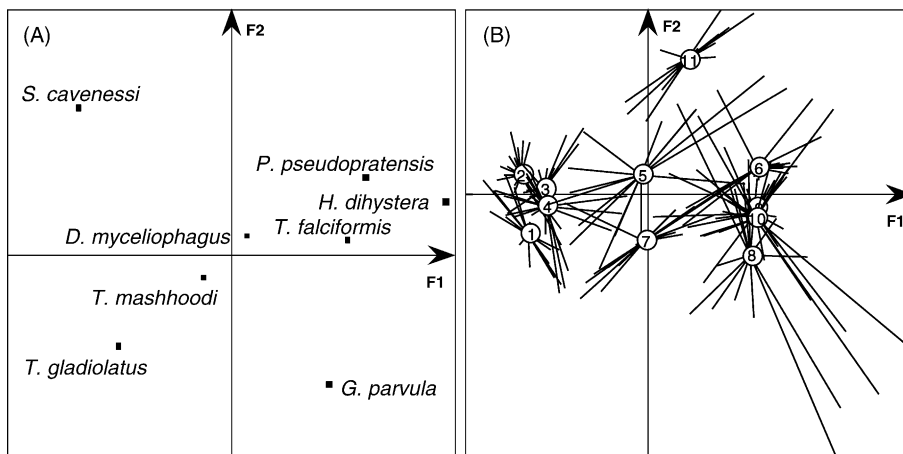 (A)
F2
S. cavenessi
P. pseudopratensis
H. dihystera
T. falciformis
D. myceliophagus
F1
T. mashhoodi
T. gladiolatus
G. parvula
(B)
F2
11
2
3
4
5
6
F1
10
1
7
8